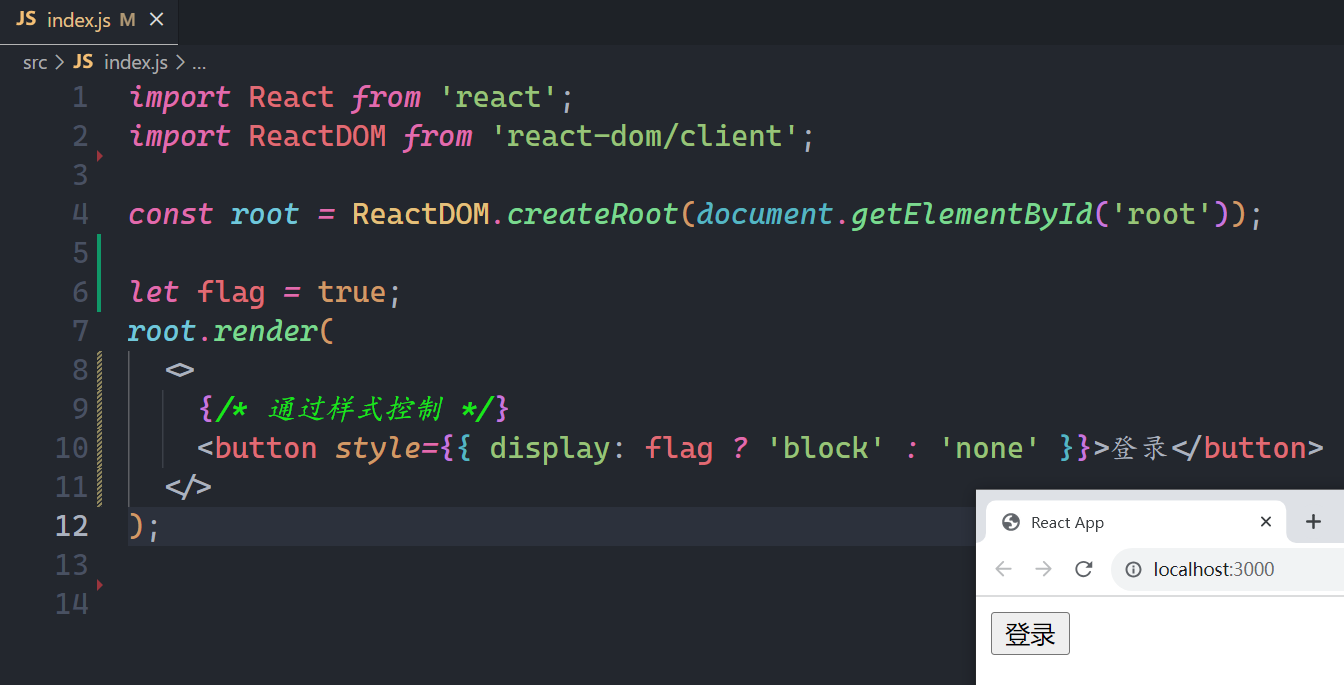 JS index.js M ×
src > JS index.js > ...
1 import React from 'react';
2 import ReactDOM from 'react-dom/client';
3
4 const root = ReactDOM.createRoot(document.getElementById('root'));
5
6 let flag = true;
7 root.render(
8 <>
9 {/* 通过样式控制 */}
10 <button style={{ display: flag ? 'block' : 'none' }}>登录</button>
11 </>
12 );
13
14
React App × +
localhost:3000
登录